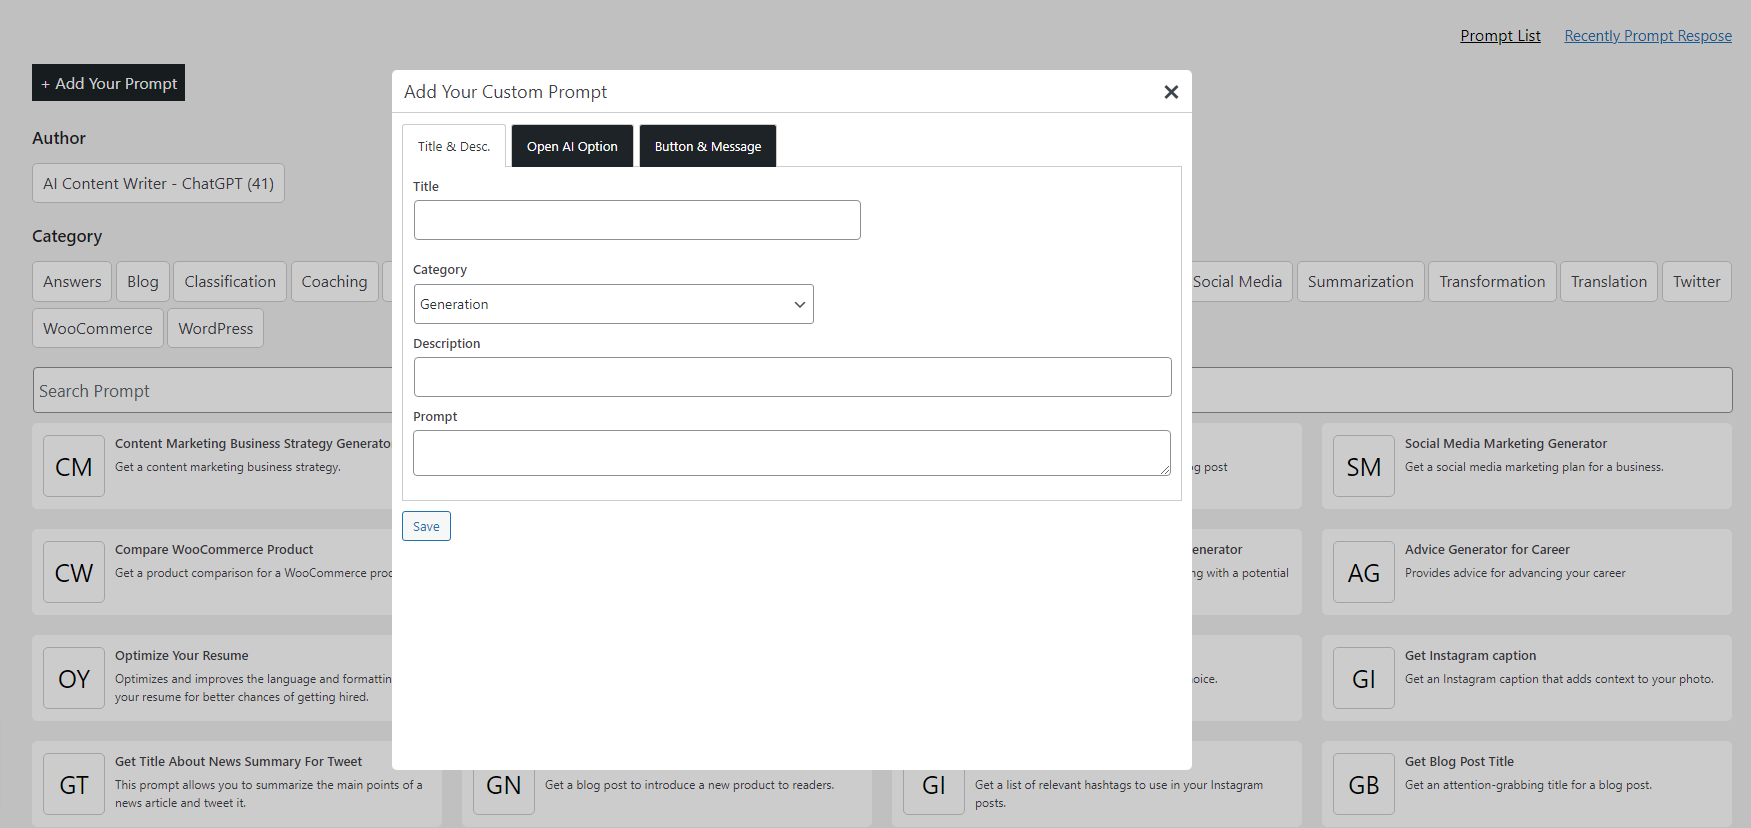 Prompt List Recently Prompt Respose
+ Add Your Prompt
Add Your Custom Prompt
Author
AI Content Writer - ChatGPT (41)
Title & Desc. Open AI Option Button & Message
Title
Category
Answers Blog Classification Coaching Social Media Summarization Transformation Translation Twitter
WooCommerce WordPress
Category
Generation
Description
Search Prompt
Prompt
Save
CM
Content Marketing Business Strategy Generato
Get a content marketing business strategy.
post
SM
Social Media Marketing Generator
Get a social media marketing plan for a business.
CW
Compare WooCommerce Product
Get a product comparison for a WooCommerce prod
enerator
ng with a potential
AG
Advice Generator for Career
Provides advice for advancing your career
OY
Optimize Your Resume
Optimizes and improves the language and formattin
your resume for better chances of getting hired.
oice.
GI
Get Instagram caption
Get an Instagram caption that adds context to your photo.
GT
Get Title About News Summary For Tweet
This prompt allows you to summarize the main points of a
news article and tweet it.
GN
Get a blog post to introduce a new product to readers.
GI
Get a list of relevant hashtags to use in your Instagram
posts.
GB
Get Blog Post Title
Get an attention-grabbing title for a blog post.